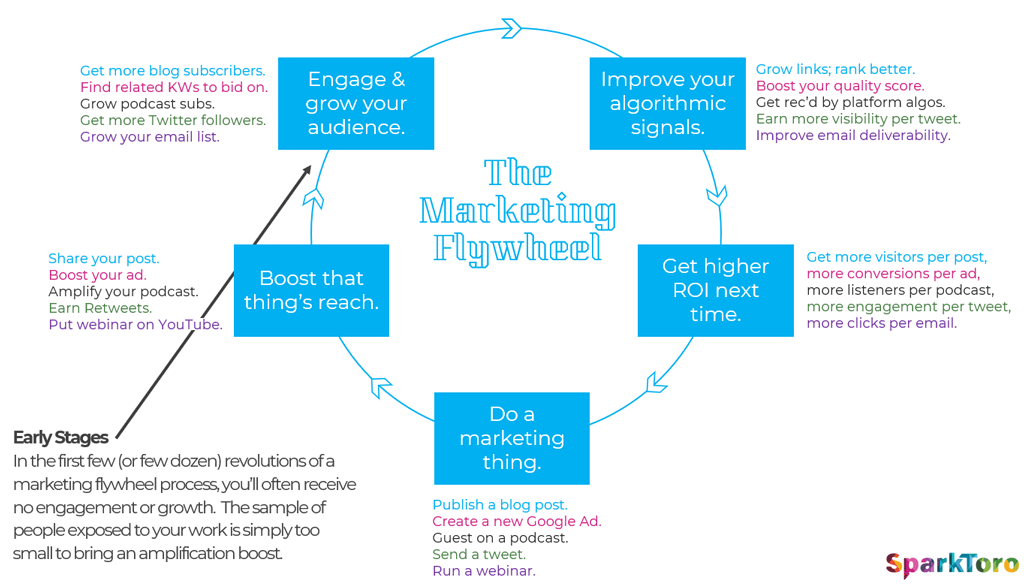 Get more blog subscribers.
Find related KWs to bid on.
Grow podcast subs.
Get more Twitter followers.
Grow your email list.
Engage &
grow your
audience.
Improve your
algorithmic
signals.
Grow links; rank better.
Boost your quality score.
Get rec'd by platform algos.
Earn more visibility per tweet.
Improve email deliverability.
The
Marketing
Flywheel
Share your post.
Boost your ad.
Amplify your podcast.
Earn Retweets.
Put webinar on YouTube.
Boost that
thing's reach.
Get higher
ROI next
time.
Get more visitors per post,
more conversions per ad,
more listeners per podcast,
more engagement per tweet,
more clicks per email.
Do a
marketing
thing.
Publish a blog post.
Create a new Google Ad.
Guest on a podcast.
Send a tweet.
Run a webinar.
Early Stages
In the first few (or few dozen) revolutions of a
marketing flywheel process, you'll often receive
no engagement or growth. The sample of
people exposed to your work is simply too
small to bring an amplification boost.
SparkToro